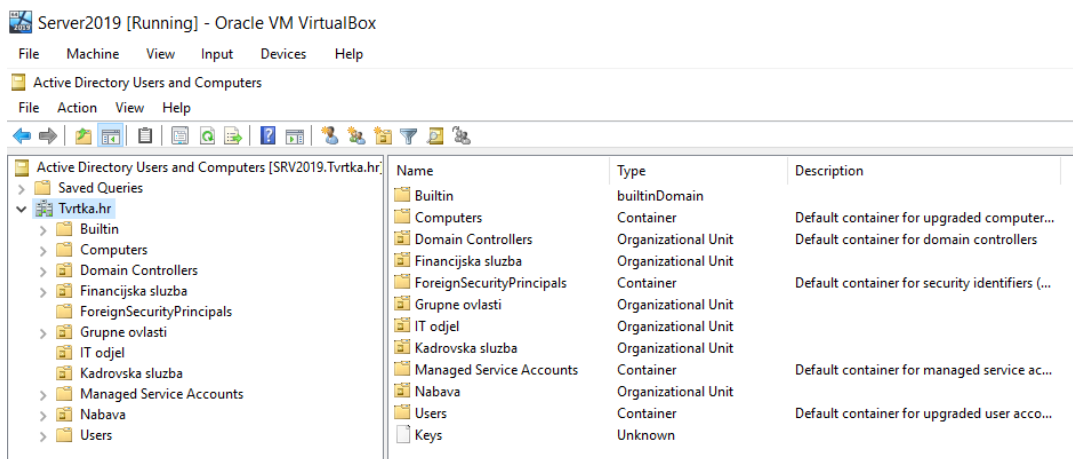 Server2019 [Running] - Oracle VM VirtualBox
File Machine View Input Devices Help
Active Directory Users and Computers
File Action View Help
Active Directory Users and Computers [SRV2019.Tvrtka.hr]
Saved Queries
Tvrtka.hr
Builtin
Computers
Domain Controllers
Financijska sluzba
ForeignSecurityPrincipals
Grupne ovlasti
IT odjel
Kadrovska sluzba
Managed Service Accounts
Nabava
Users
Name Type Description
Builtin builtinDomain
Computers Container Default container for upgraded computer...
Domain Controllers Organizational Unit Default container for domain controllers
Financijska sluzba Organizational Unit
ForeignSecurityPrincipals Container Default container for security identifiers (...
Grupne ovlasti Organizational Unit
IT odjel Organizational Unit
Kadrovska sluzba Organizational Unit
Managed Service Accounts Container Default container for managed service ac...
Nabava Organizational Unit
Users Container Default container for upgraded user acco...
Keys Unknown